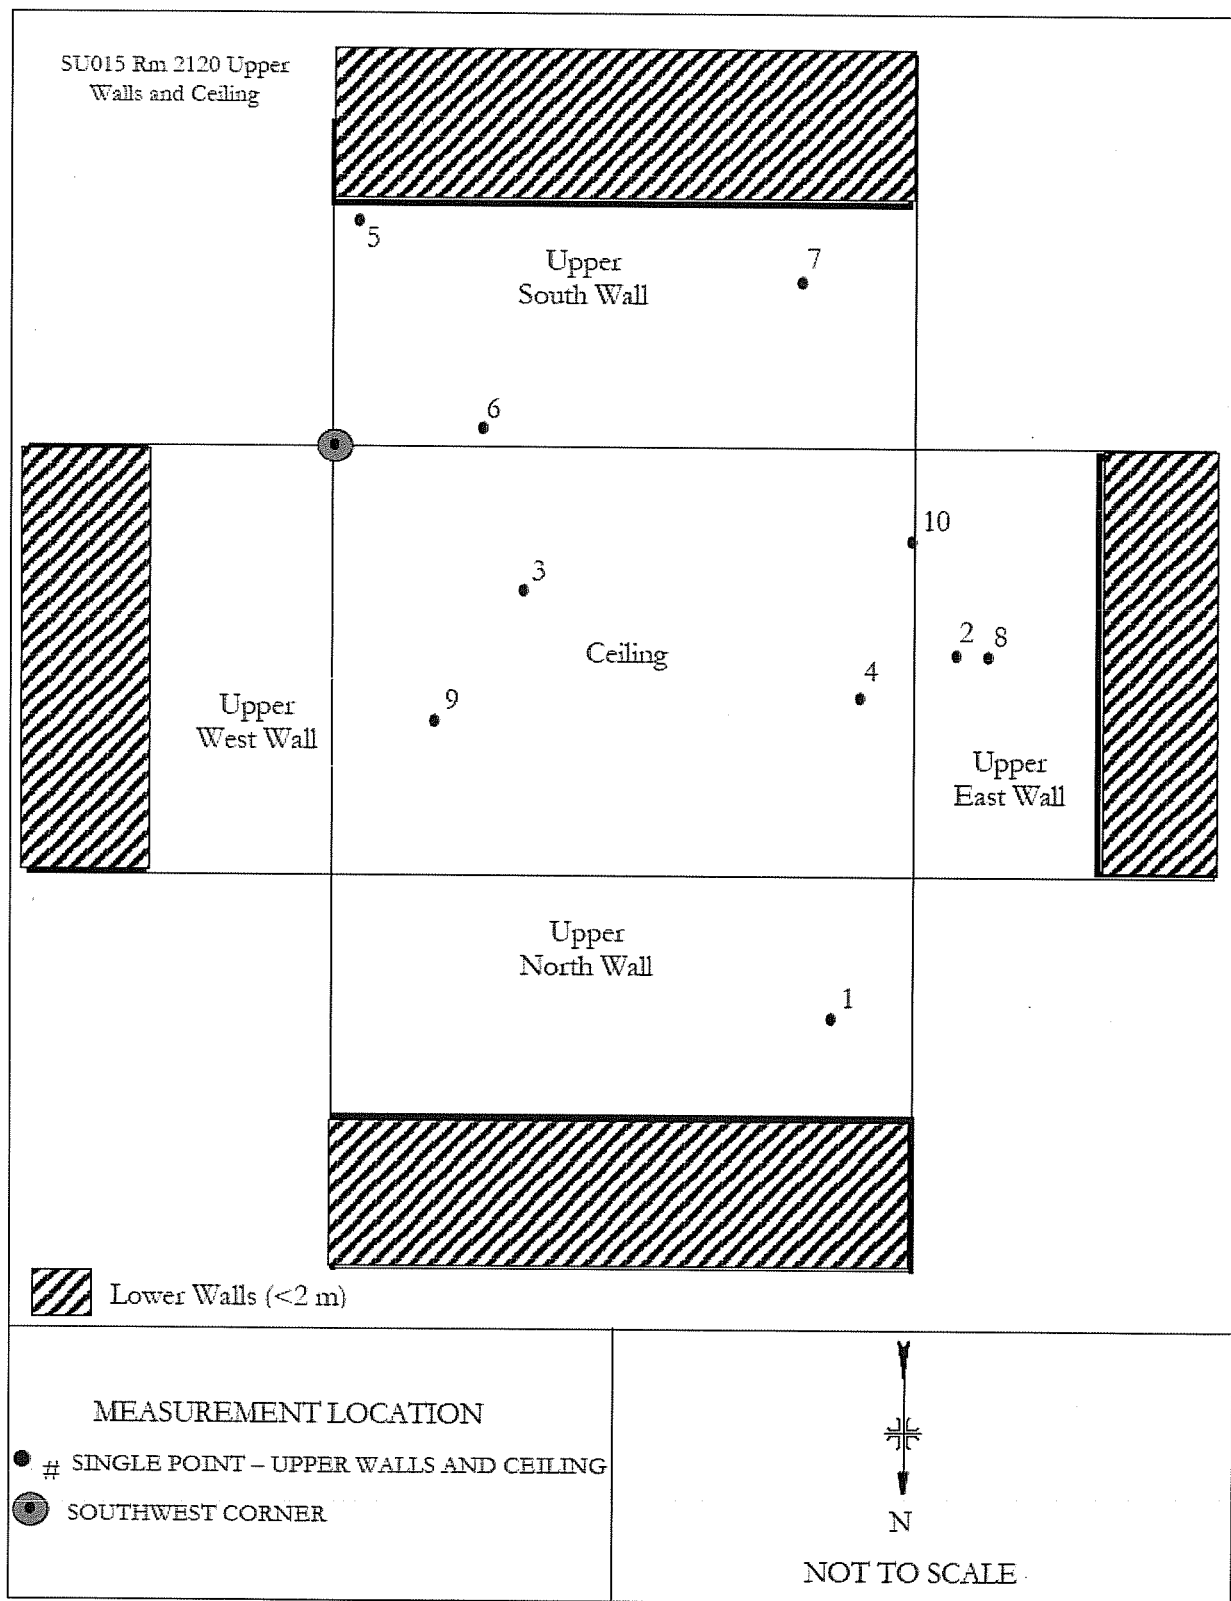 SU015 Rm 2120 Upper
Walls and Ceiling
5
Upper
South Wall
7
6
10
3
Ceiling
2
8
4
9
Upper
West Wall
Upper
East Wall
Upper
North Wall
1
Lower Walls (<2 m)
MEASUREMENT LOCATION
# SINGLE POINT – UPPER WALLS AND CEILING
SOUTHWEST CORNER
N
NOT TO SCALE